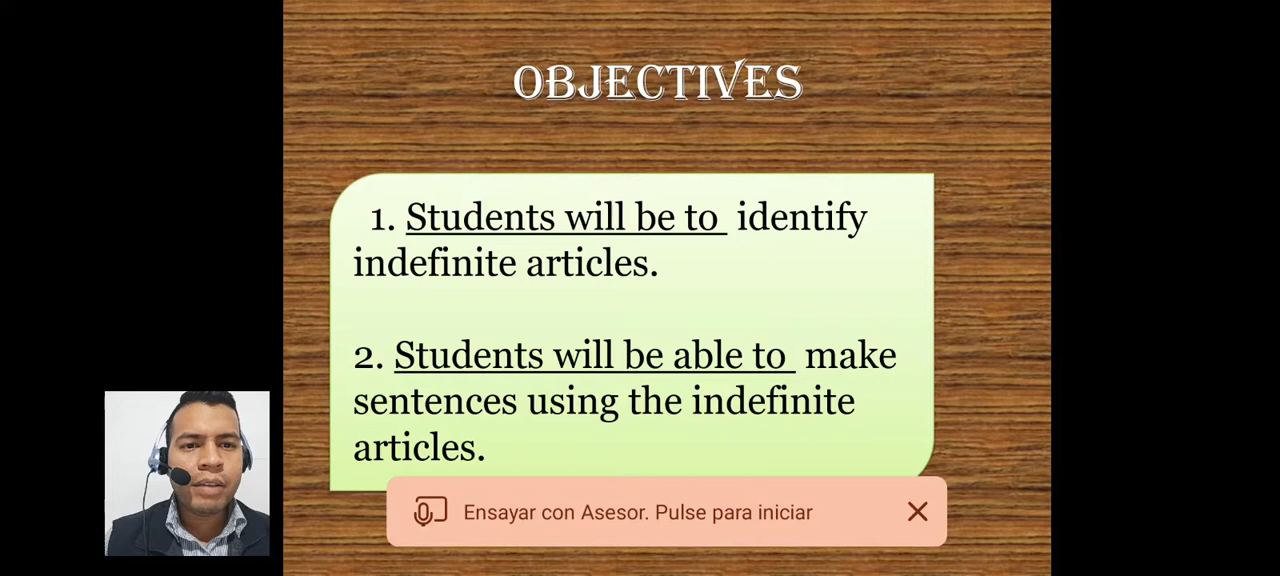 OBJECTIVES
1. Students will be to identify
indefinite articles.
2. Students will be able to make
sentences using the indefinite
articles.
Ensayar con Asesor. Pulse para iniciar